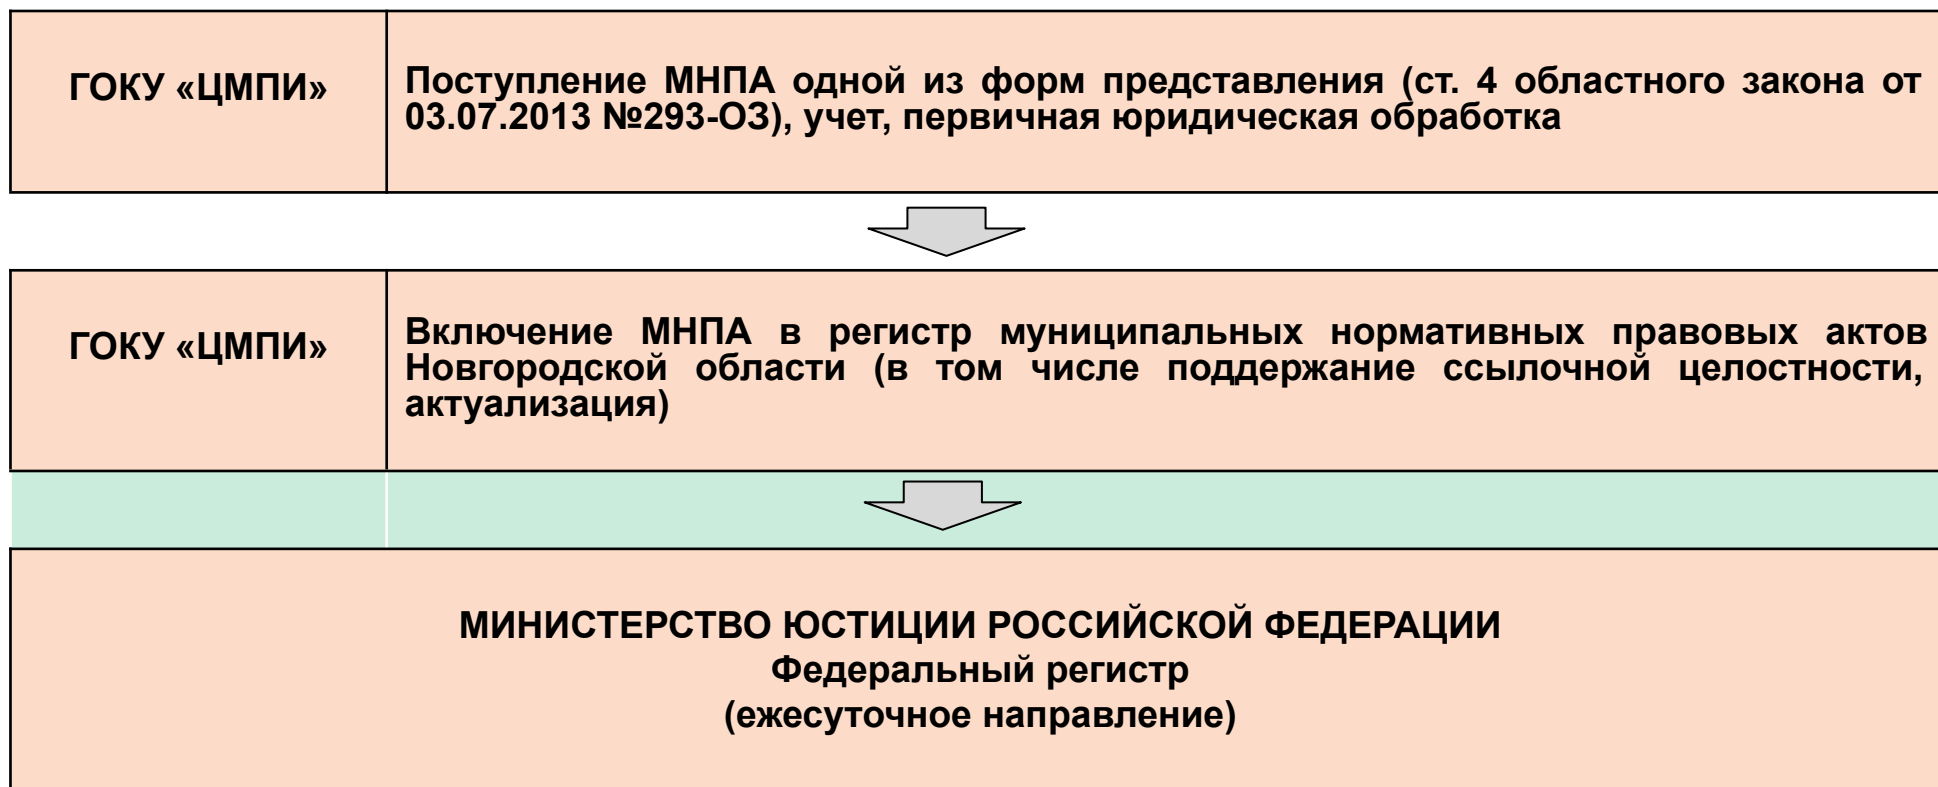 ГОКУ «ЦМПИ»
Поступление МНПА одной из форм представления (ст. 4 областного закона от
03.07.2013 №293-ОЗ), учет, первичная юридическая обработка
ГОКУ «ЦМПИ»
Включение МНПА в регистр муниципальных нормативных правовых актов
Новгородской области (в том числе поддержание ссылочной целостности,
актуализация)
МИНИСТЕРСТВО ЮСТИЦИИ РОССИЙСКОЙ ФЕДЕРАЦИИ
Федеральный регистр
(ежесуточное направление)